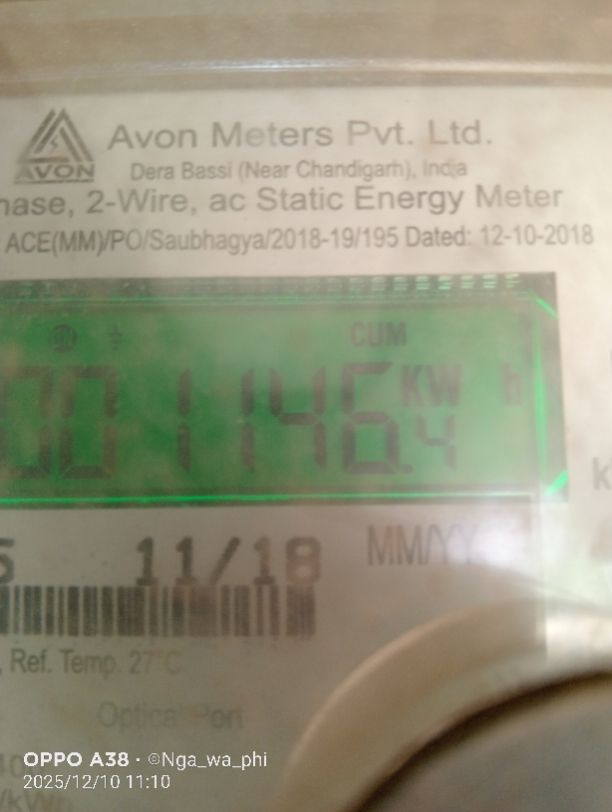 AVON
Avon Meters Pvt. Ltd.
Dera Bassi (Near Chandigarh), India
hase, 2-Wire, ac Static Energy Meter
ACE(MM)/PO/Saubhagya/2018-19/195 Dated: 12-10-2018
CUM
001146.4 KW h
k
5 11/18 MM/YY
, Ref. Temp. 27°C
Optical Port
OPPO A38 · ©Nga_wa_phi
2025/12/10 11:10